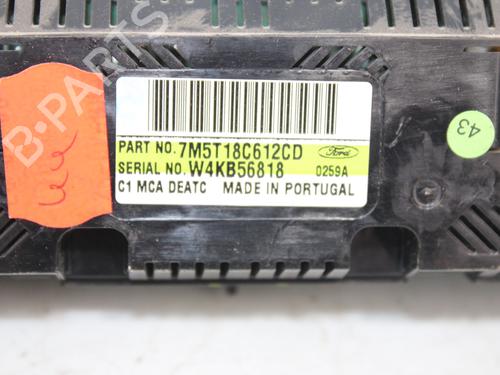 B-PARTS
PART NO. 7M5T18C612CD Ford
SERIAL NO. W4KB56818 0259A
C1 MCA DEATC MADE IN PORTUGAL
43